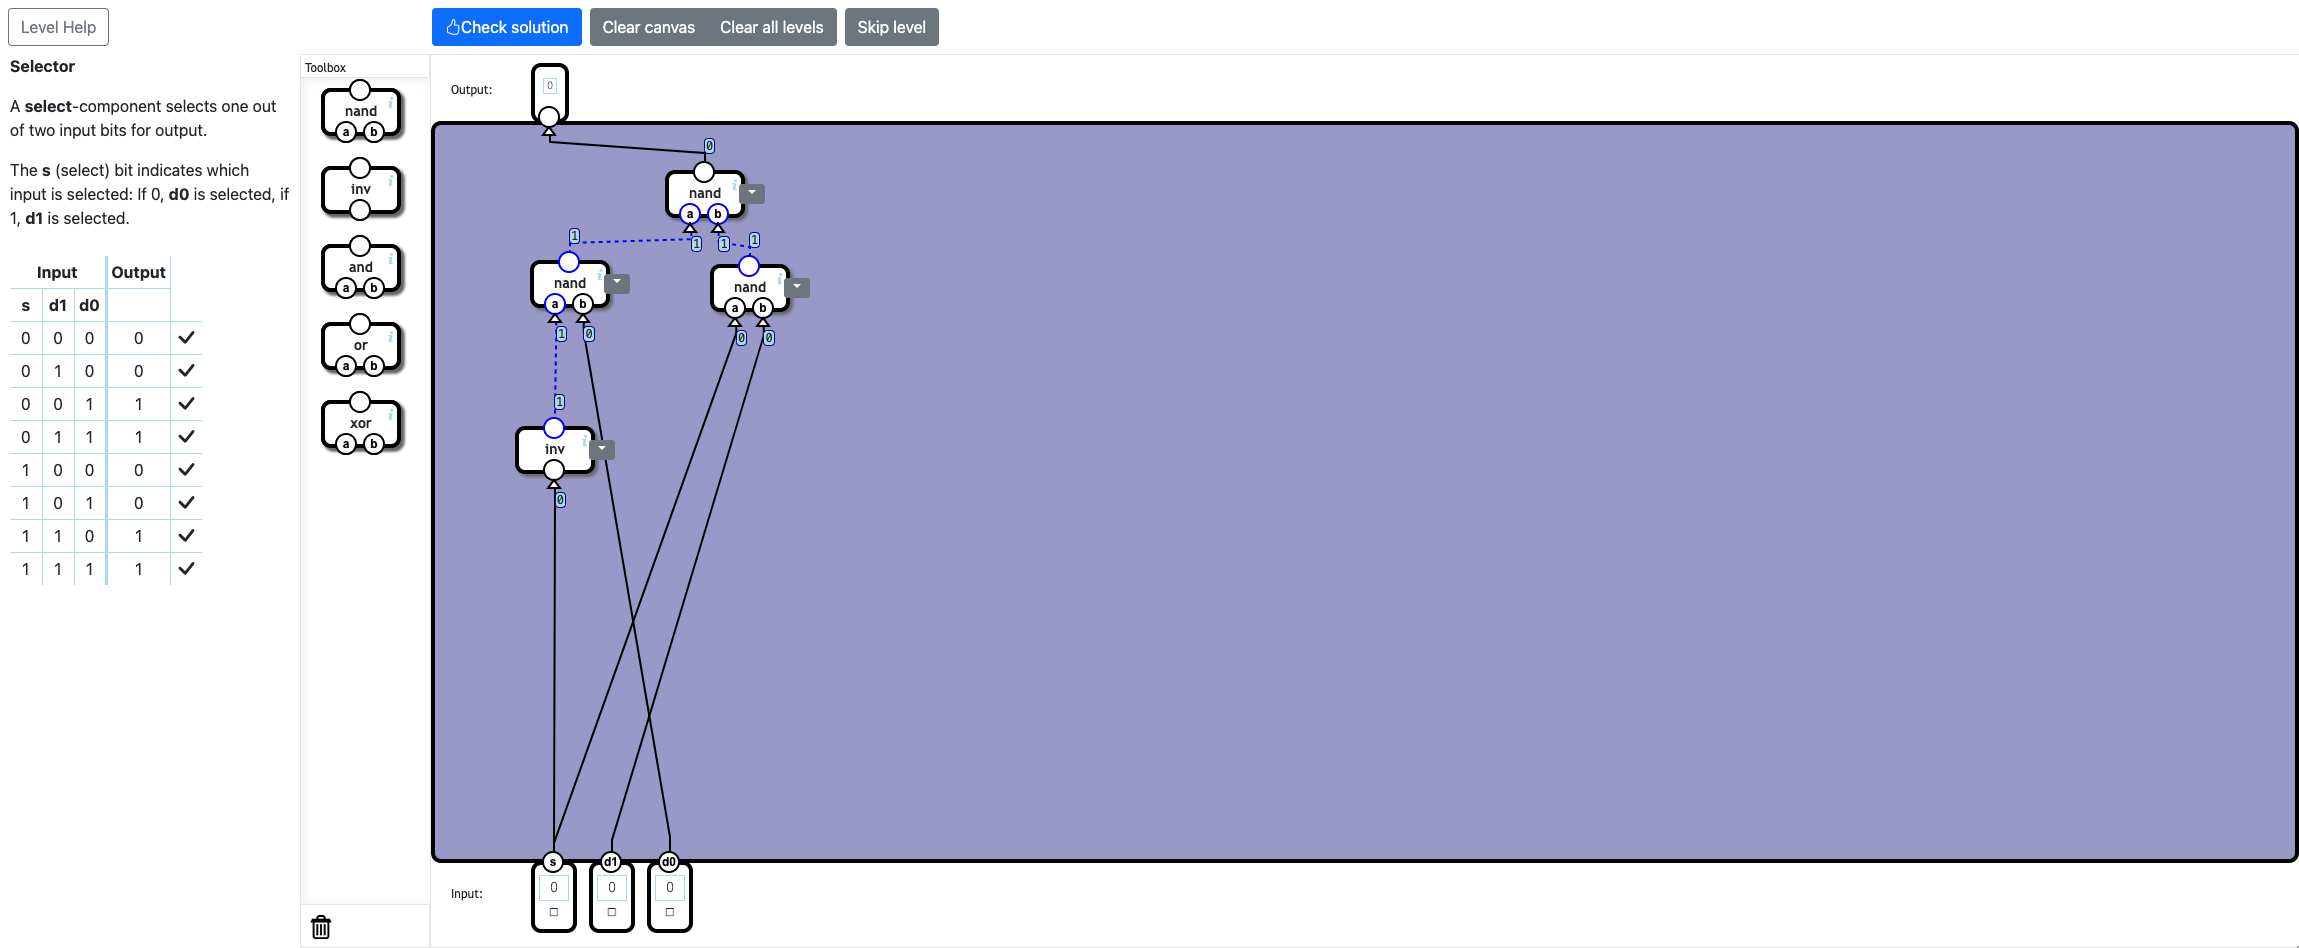 Level Help
Check solution
Clear canvas
Clear all levels
Skip level
Selector
A select-component selects one out
of two input bits for output.
The s (select) bit indicates which
input is selected: If 0, d0 is selected, if
1, d1 is selected.
Input Output
s d1 d0
0 0 0 0
0 1 0 0
0 0 1 1
0 1 1 1
1 0 0 0
1 0 1 0
1 1 0 1
1 1 1 1
Toolbox
nand
a b
inv
and
a b
or
a b
xor
a b
Output:
0
0
nand
a b
1 1 1 1
nand
a b
1 0
nand
a b
0 0
1
inv
0
s d1 d0
Input:
0 0 0